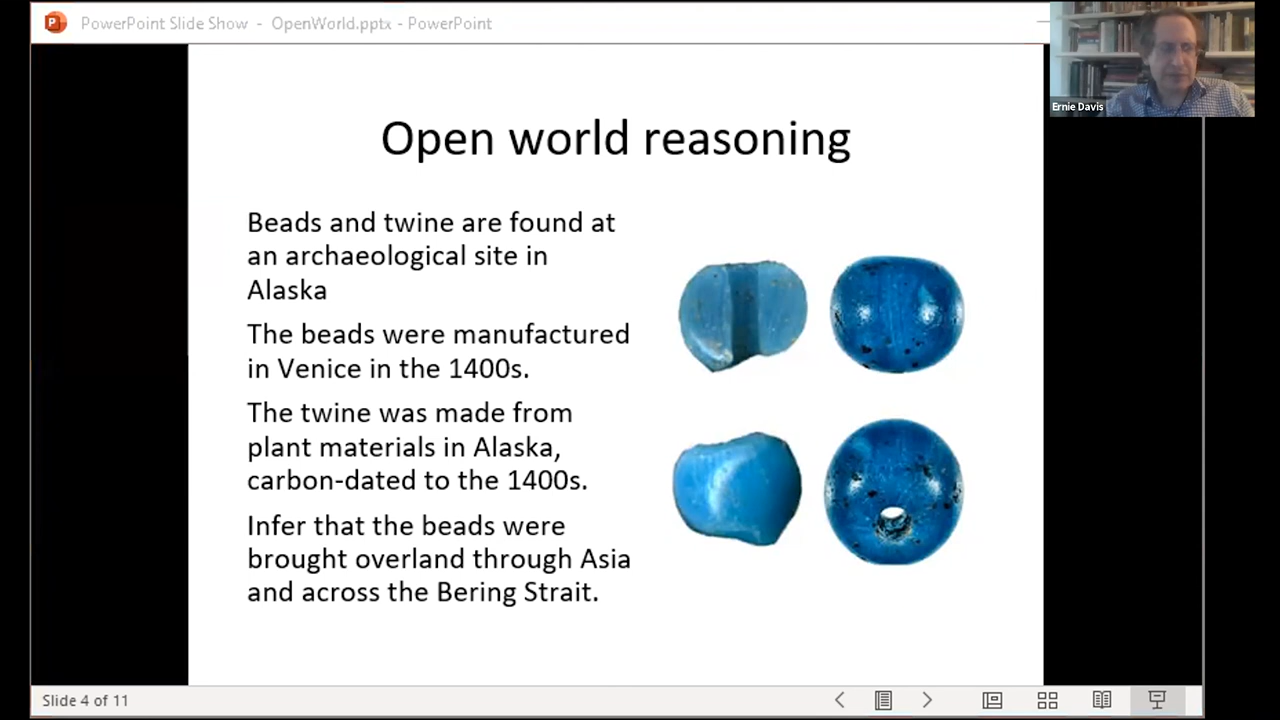 PowerPoint Slide Show - OpenWorld.pptx - PowerPoint
Ernie Davis
Open world reasoning
Beads and twine are found at
an archaeological site in
Alaska
The beads were manufactured
in Venice in the 1400s.
The twine was made from
plant materials in Alaska,
carbon-dated to the 1400s.
Infer that the beads were
brought overland through Asia
and across the Bering Strait.
Slide 4 of 11